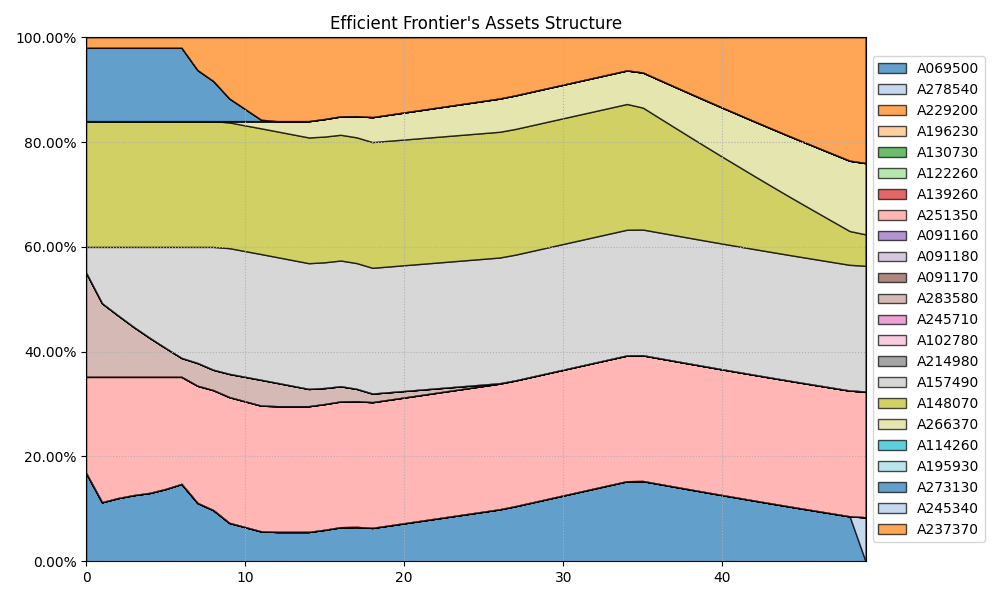 Efficient Frontier's Assets Structure
100.00%
80.00%
60.00%
40.00%
20.00%
0.00%
0
10
20
30
40
A069500
A278540
A229200
A196230
A130730
A122260
A139260
A251350
A091160
A091180
A091170
A283580
A245710
A102780
A214980
A157490
A148070
A266370
A114260
A195930
A273130
A245340
A237370